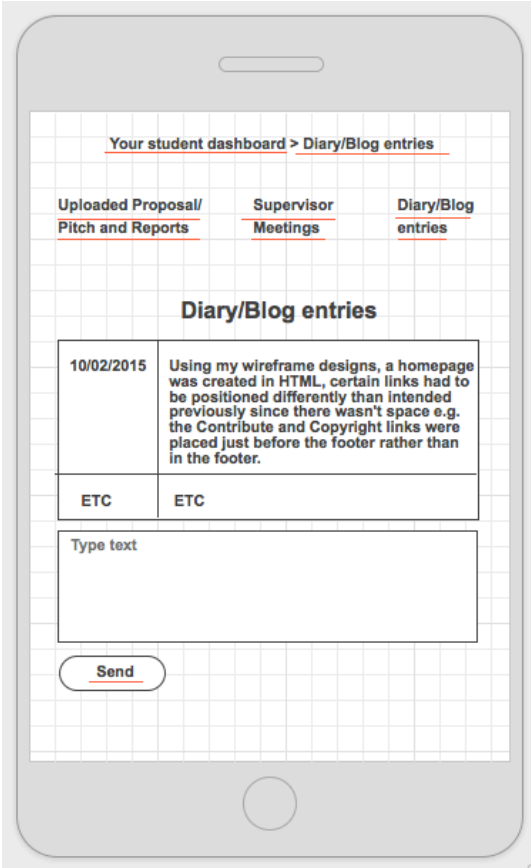 Your student dashboard > Diary/Blog entries
Uploaded Proposal/
Pitch and Reports
Supervisor
Meetings
Diary/Blog
entries
Diary/Blog entries
10/02/2015
Using my wireframe designs, a homepage
was created in HTML, certain links had to
be positioned differently than intended
previously since there wasn't space e.g.
the Contribute and Copyright links were
placed just before the footer rather than
in the footer.
ETC
ETC
Type text
Send